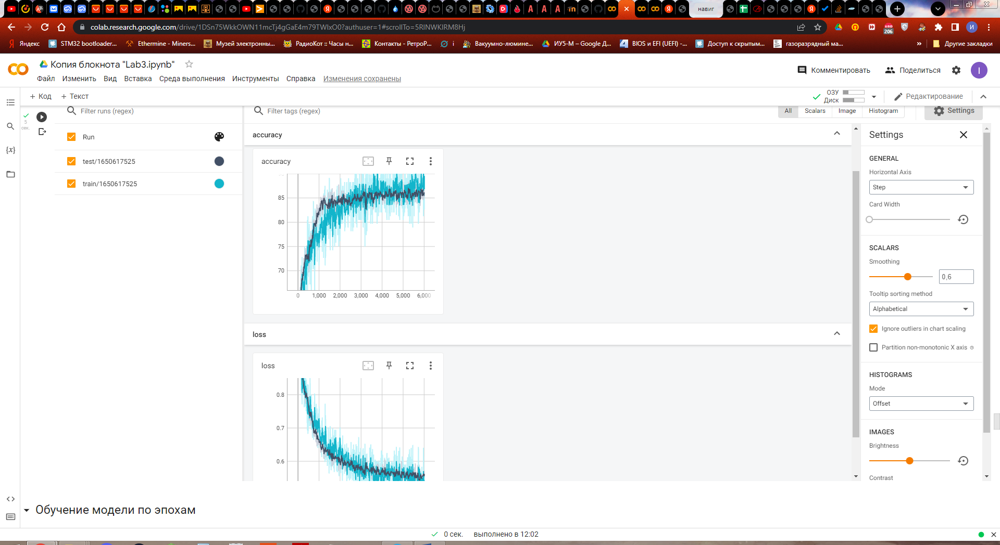 навиг
colab.research.google.com/drive/1DSn75WkkOWN11mcTj4gGaE4m79TWIxO0?authuser=1#scrollTo=5RlNWKlRM8Hj
206
И
Яндекс
STM32 bootloader...
Ethermine - Miners...
Музей электронны...
РадиоКот :: Часы н...
Контакты - РетроР...
i
Вакуумно-люмине...
ИУ5-М – Google Д...
BIOS и EFI (UEFI) -...
Доступ к скрытым...
газоразрядный ма...
»
Другие закладки
Копия блокнота "Lab3.ipynb"
Файл Изменить Вид Вставка Среда выполнения Инструменты Справка Изменения сохранены
Комментировать
Поделиться
I
+ Код + Текст
ОЗУ
Диск
Редактирование
5
сек.
Filter runs (regex)
Run
test/1650617525
train/1650617525
Filter tags (regex)
All Scalars Image Histogram
Settings
accuracy
accuracy
85
80
75
70
0 1,000 2,000 3,000 4,000 5,000 6,000
loss
loss
0.8
0.7
0.6
Settings
GENERAL
Horizontal Axis
Step
Card Width
SCALARS
Smoothing
0,6
Tooltip sorting method
Alphabetical
Ignore outliers in chart scaling
Partition non-monotonic X axis
HISTOGRAMS
Mode
Offset
IMAGES
Brightness
Contrast
{x}
Обучение модели по эпохам
0 сек. выполнено в 12:02